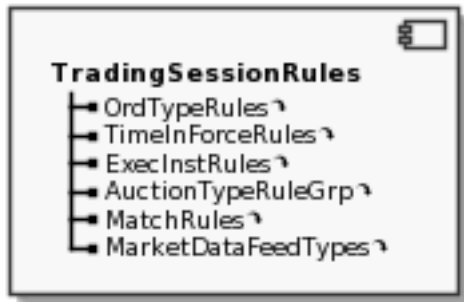 TradingSessionRules
OrdTypeRules
TimeInForceRules
ExecInstRules
AuctionTypeRuleGrp
MatchRules
MarketDataFeedTypes